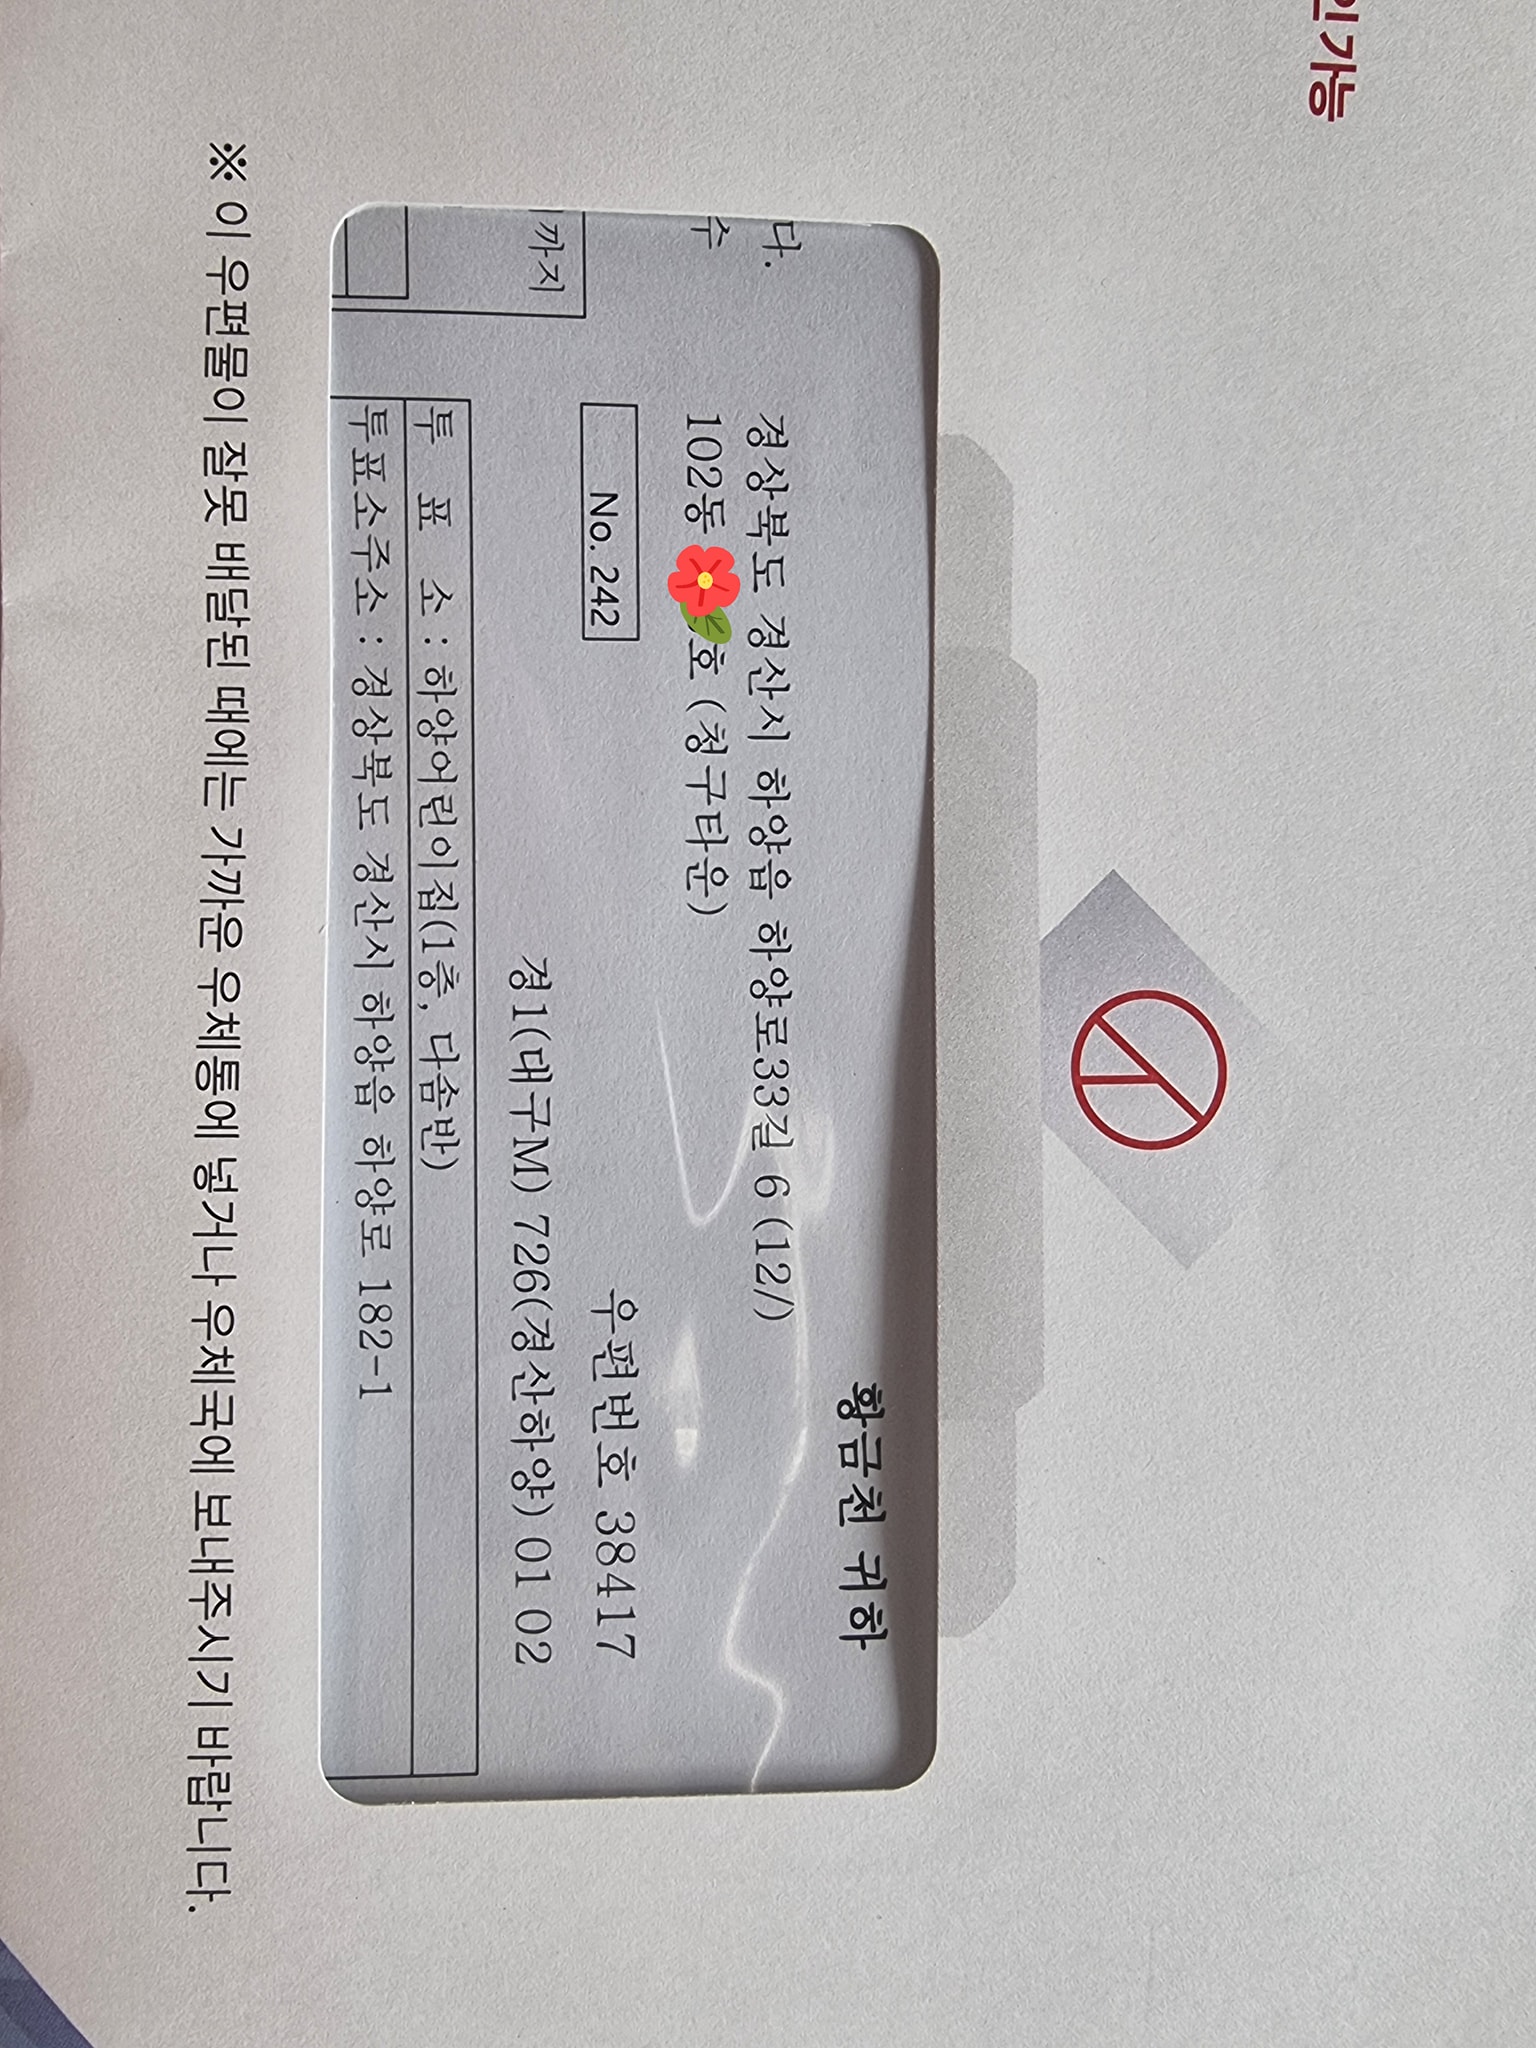 인가능
다.
수
까지
황금천 귀하
경상북도 경산시 하양읍 하양로33길 6 (12/)
102동 호 (청구타운)
No. 242
우편번호 38417
경1(대구M) 726(경산하양) 01 02
투 표 소 : 하양어린이집(1층, 다솜반)
투표소주소 : 경상북도 경산시 하양읍 하양로 182-1
※ 이 우편물이 잘못 배달된 때에는 가까운 우체통에 넣거나 우체국에 보내주시기 바랍니다.